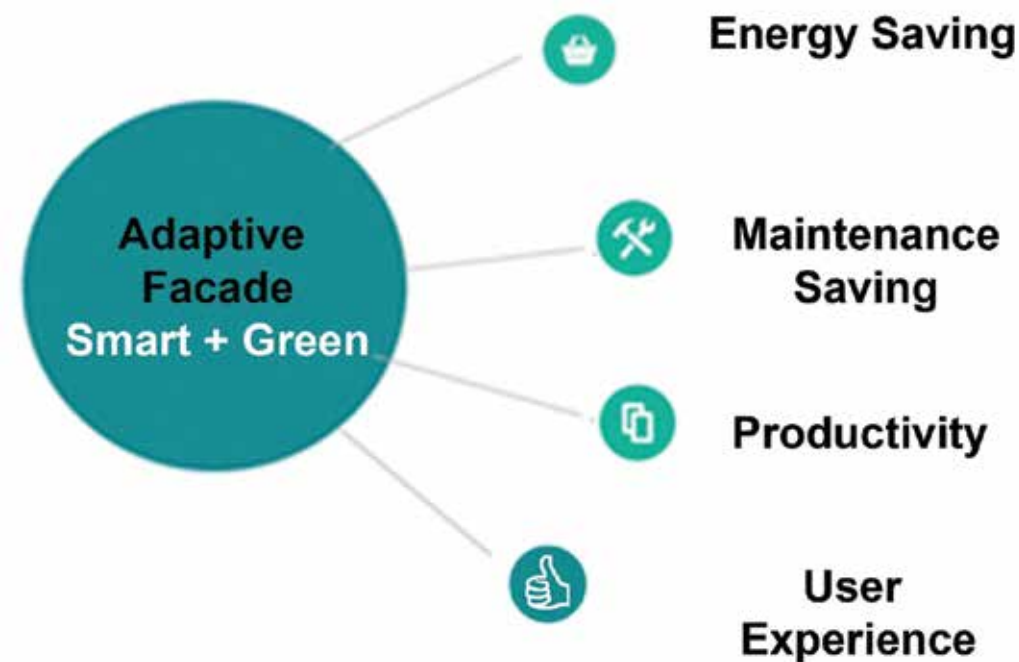 Energy Saving
Adaptive
Facade
Smart + Green
Maintenance
Saving
Productivity
User
Experience